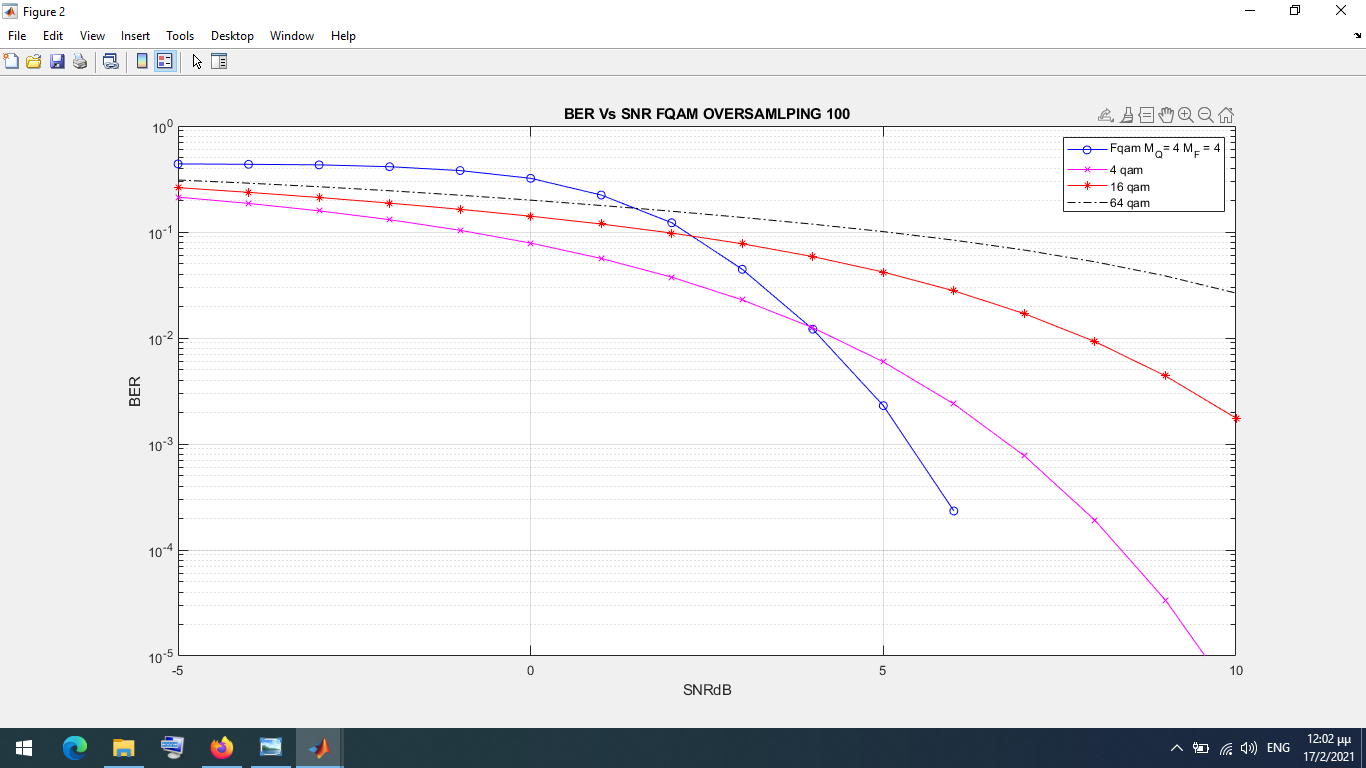 Figure 2
File Edit View Insert Tools Desktop Window Help
BER Vs SNR FQAM OVERSAMLPING 100
Fqam M_Q= 4 M_F = 4
4 qam
16 qam
64 qam
10^0
10^-1
10^-2
10^-3
10^-4
10^-5
BER
-5 0 5 10
SNRdB
ENG
12:02 μμ
17/2/2021